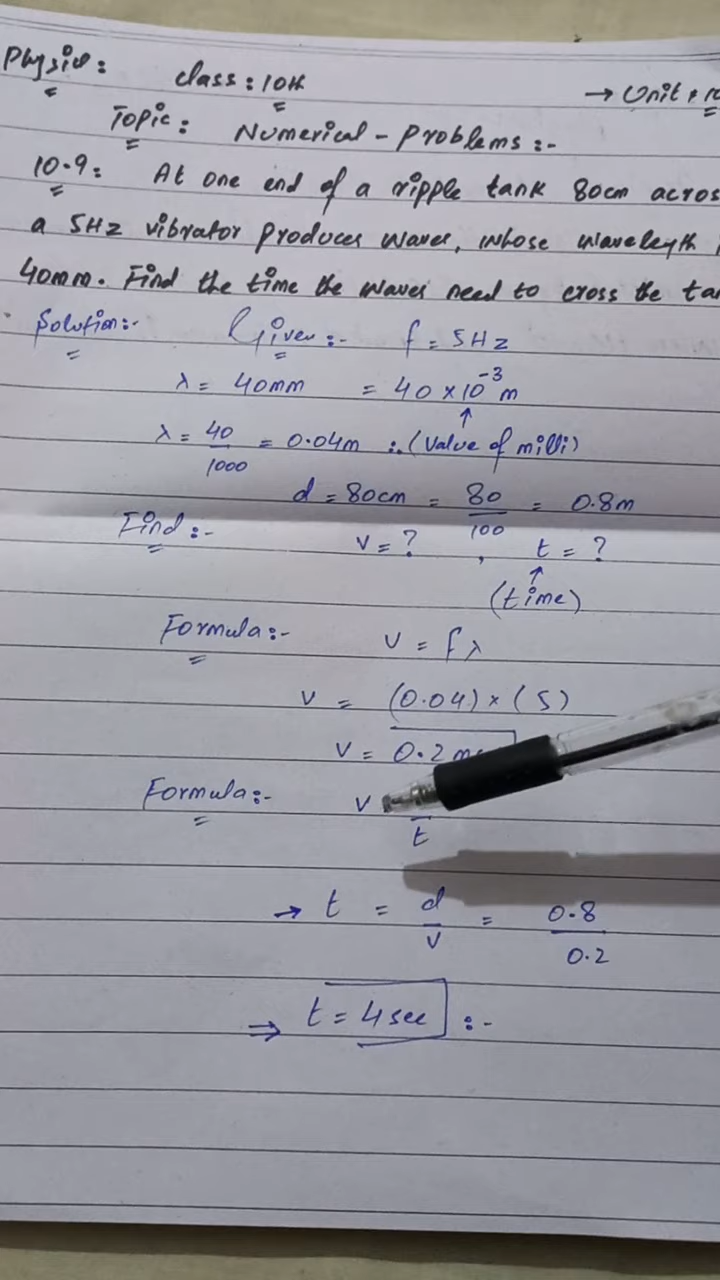 Physics: class: 10th → Unit # 10
Topic: Numerical - Problems :-
10.9: At one end of a ripple tank 80cm across
a 5Hz vibrator produces waves, whose wavelength
40mm. Find the time the waves need to cross the
Solution:- Given :- f = 5Hz
λ = 40mm = 40 × 10⁻³ m
↑
λ = 40/1000 = 0.04m ∴ (Value of milli)
d = 80cm = 80/100 = 0.8m
Find :- v = ? , t = ?
↑
(time)
Formula:- v = fλ
v = (0.04) × (5)
v = 0.2
Formula:- v
t
→ t = d/v = 0.8/0.2
⇒ t = 4 sec :-